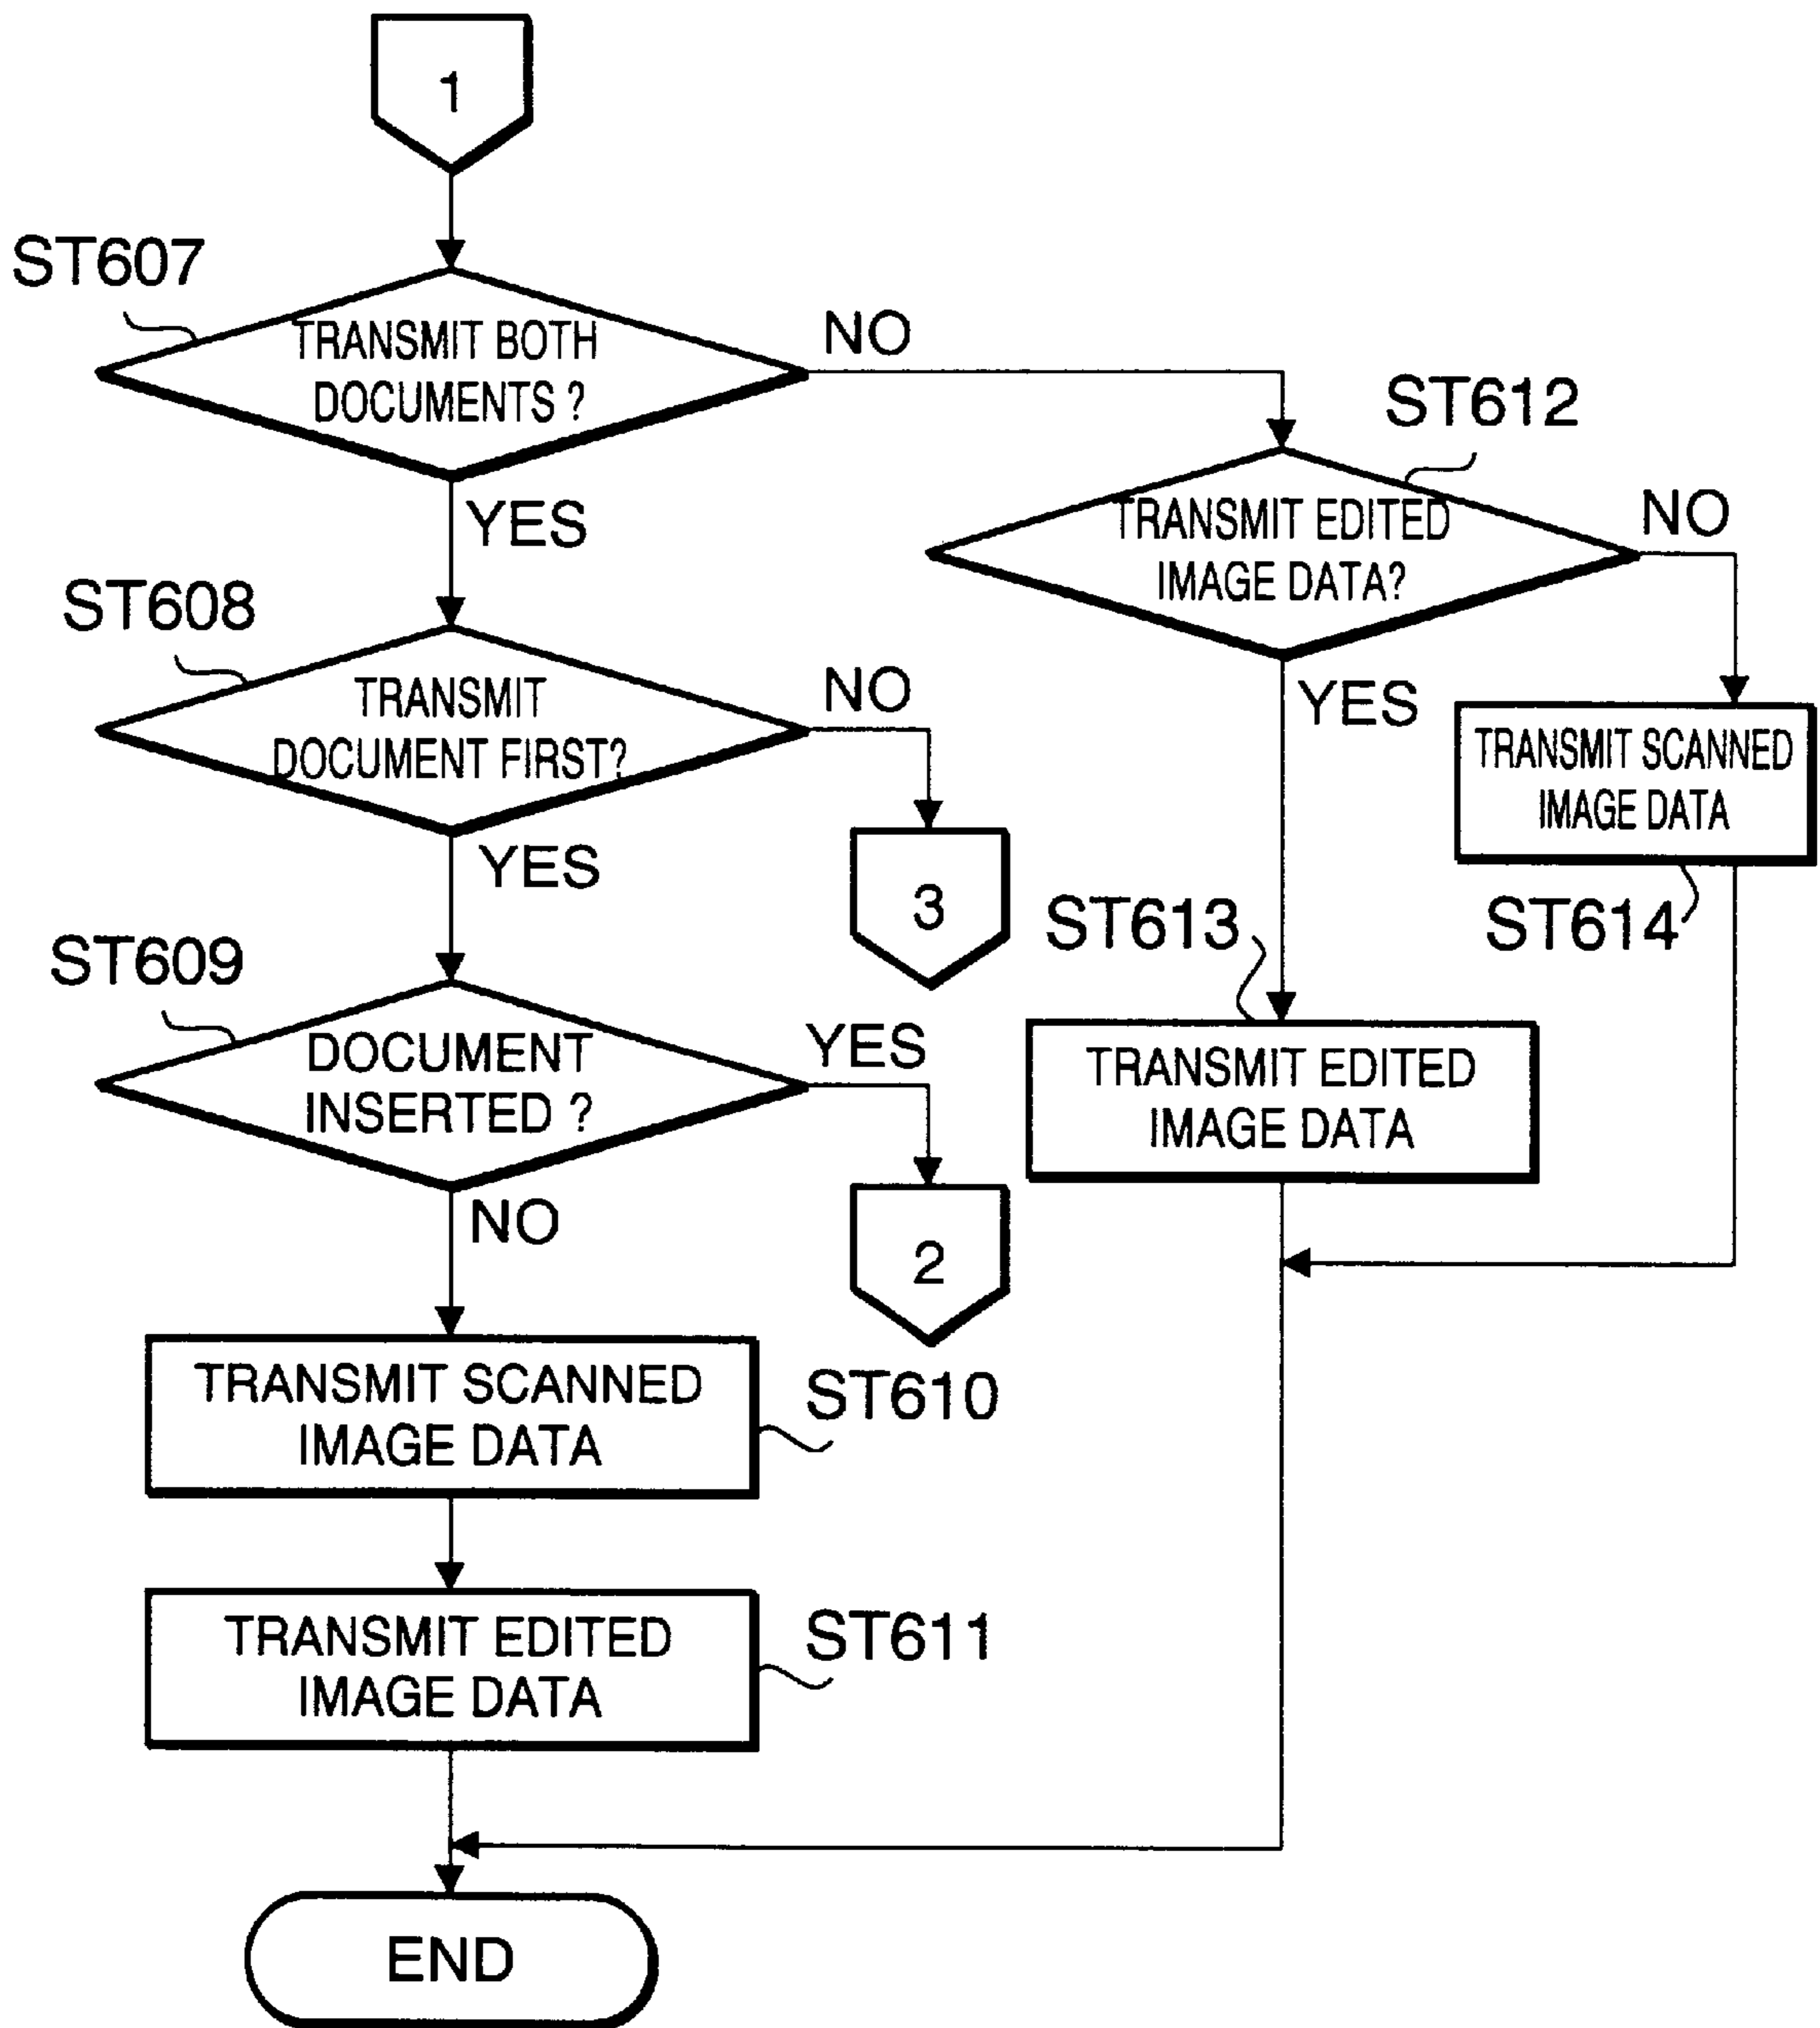 1
ST607
TRANSMIT BOTH
DOCUMENTS ?
NO
YES
ST612
TRANSMIT EDITED
IMAGE DATA?
NO
YES
ST608
TRANSMIT
DOCUMENT FIRST?
NO
YES
3
TRANSMIT SCANNED
IMAGE DATA
ST614
ST613
TRANSMIT EDITED
IMAGE DATA
ST609
DOCUMENT
INSERTED ?
YES
NO
2
TRANSMIT SCANNED
IMAGE DATA
ST610
TRANSMIT EDITED
IMAGE DATA
ST611
END